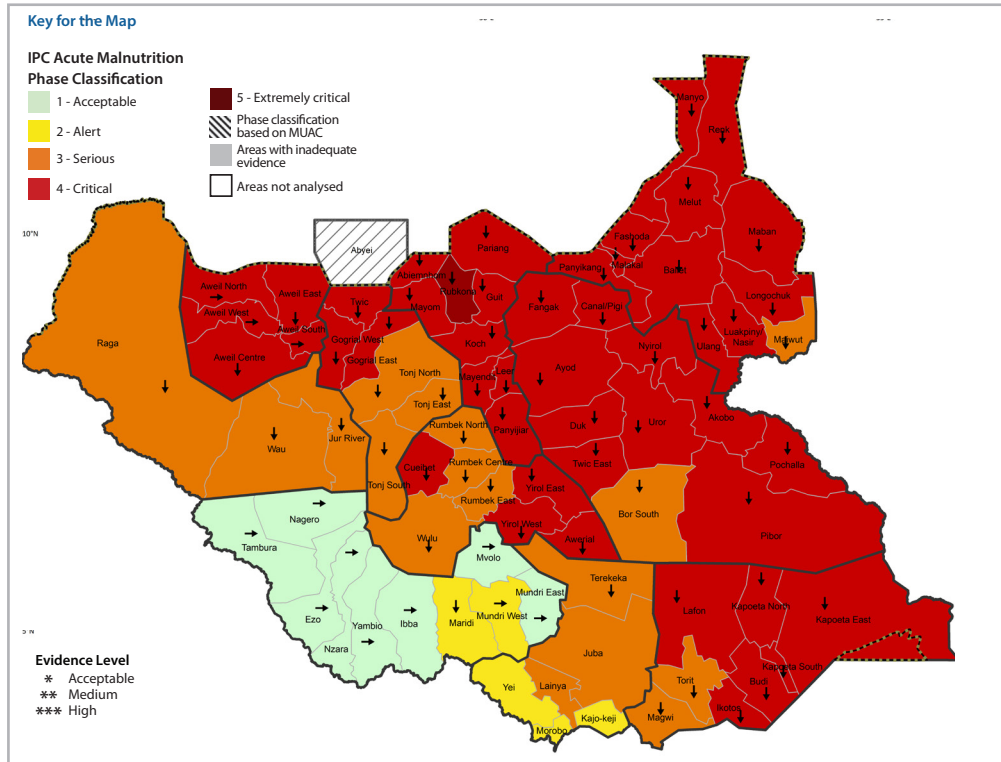 Key for the Map
IPC Acute Malnutrition
Phase Classification
1 - Acceptable
2 - Alert
3 - Serious
4 - Critical
5 - Extremely critical
Phase classification
based on MUAC
Areas with inadequate
evidence
Areas not analysed
10°N
5°N
Manyo
Renk
Melut
Maban
Fashoda
Malakal
Baliet
Panyikang
Pariang
Abyei
Abiemnhom
Rubkona
Guit
Mayom
Aweil North
Aweil East
Aweil West
Aweil South
Aweil Centre
Twic
Gogrial West
Gogrial East
Raga
Fangak
Canal/Pigi
Longochuk
Luakpiny/
Nasir
Ulang
Maiwut
Nyirol
Koch
Leer
Mayendit
Ayod
Tonj North
Tonj East
Panyijiar
Duk
Uror
Akobo
Rumbek North
Jur River
Wau
Cueibet
Rumbek Centre
Twic East
Pochalla
Tonj South
Rumbek East
Yirol East
Bor South
Yirol West
Awerial
Pibor
Wulu
Nagero
Tambura
Mvolo
Terekeka
Mundri East
Mundri West
Maridi
Lafon
Kapoeta North
Kapoeta East
Ezo
Yambio
Ibba
Nzara
Juba
Kapoeta South
Budi
Torit
Ikotos
Magwi
Lainya
Yei
Kajo-keji
Morobo
Evidence Level
* Acceptable
** Medium
*** High